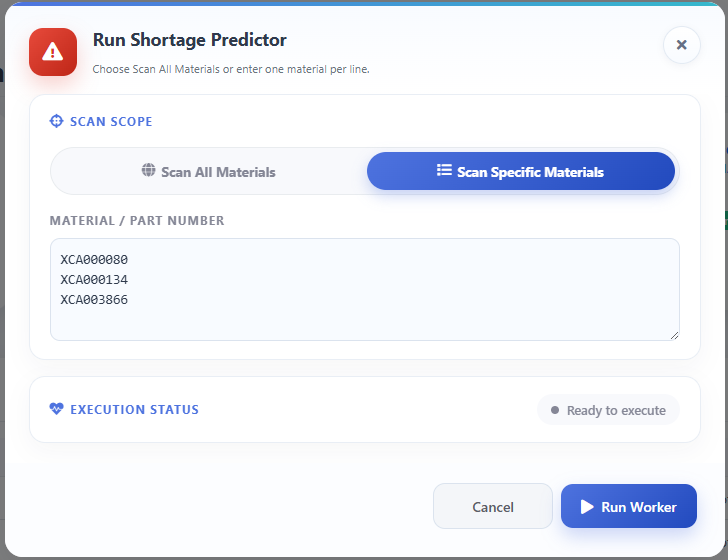 Run Shortage Predictor
Choose Scan All Materials or enter one material per line.
SCAN SCOPE
Scan All Materials
Scan Specific Materials
MATERIAL / PART NUMBER
XCA000080
XCA000134
XCA003866
EXECUTION STATUS
Ready to execute
Cancel
Run Worker